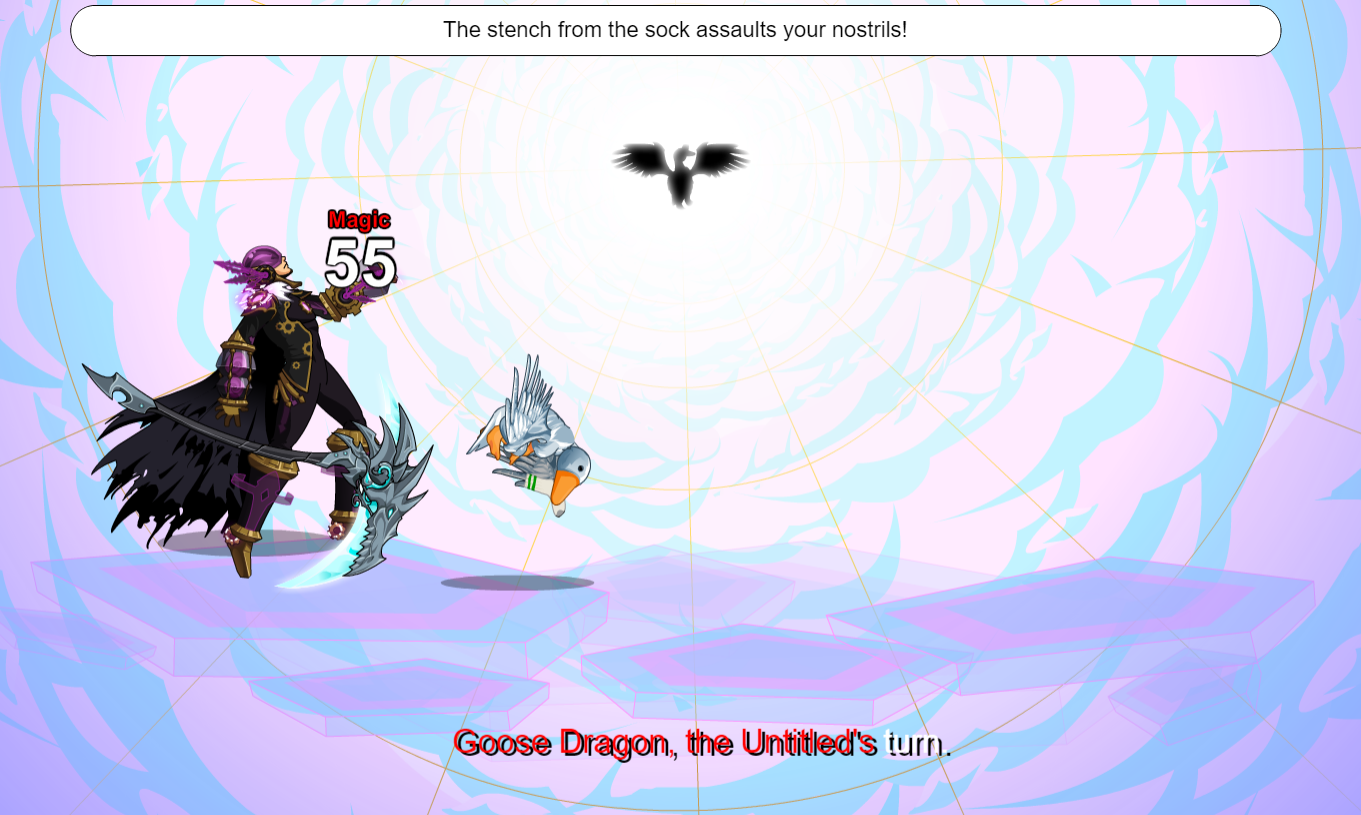 The stench from the sock assaults your nostrils!
Magic
55
Goose Dragon, the Untitled's turn.